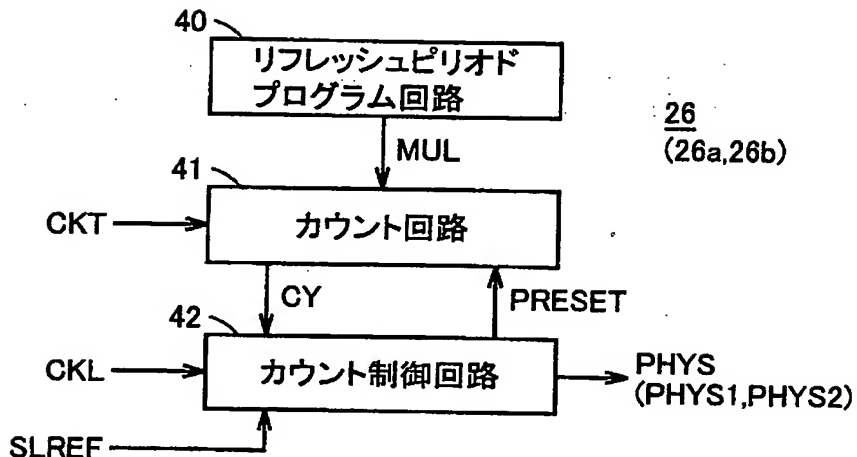 40
リフレッシュピリオド
プログラム回路
26
(26a,26b)
MUL
41
CKT
カウント回路
CY
PRESET
42
CKL
カウント制御回路
PHYS
(PHYS1,PHYS2)
SLREF